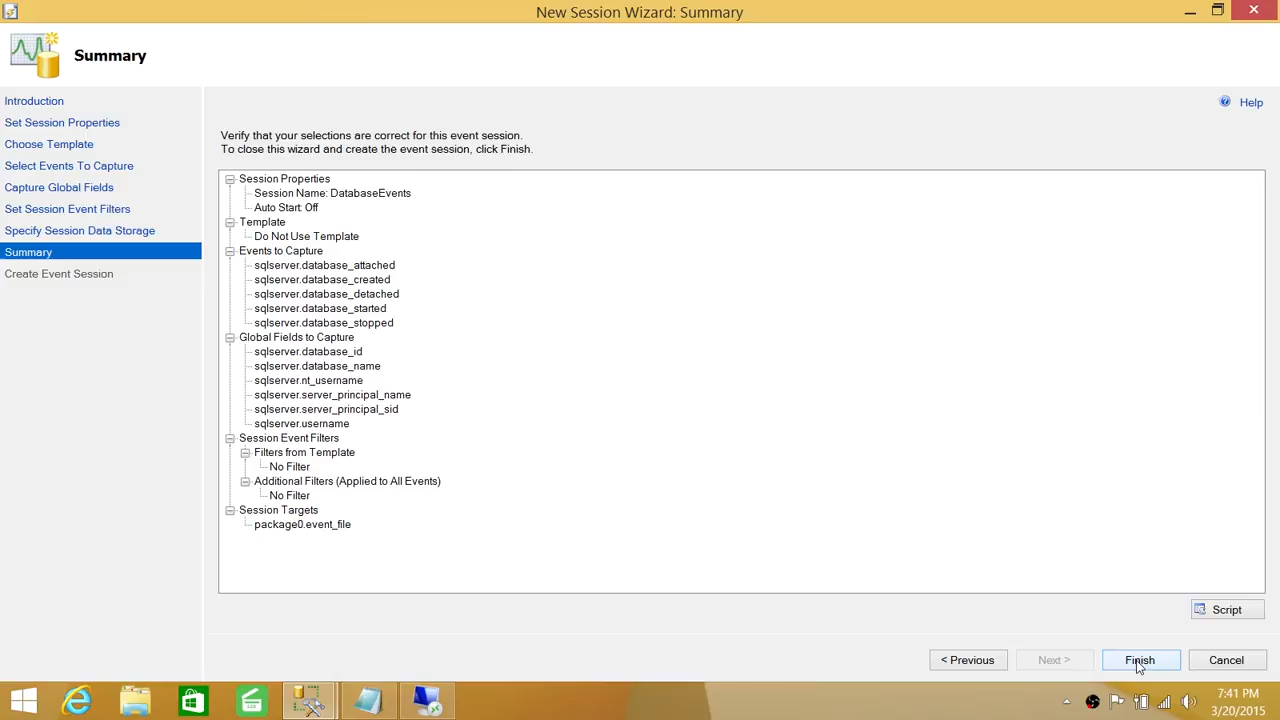 New Session Wizard: Summary
Summary
Introduction
Set Session Properties
Choose Template
Select Events To Capture
Capture Global Fields
Set Session Event Filters
Specify Session Data Storage
Summary
Create Event Session
Help
Verify that your selections are correct for this event session.
To close this wizard and create the event session, click Finish.
Session Properties
Session Name: DatabaseEvents
Auto Start: Off
Template
Do Not Use Template
Events to Capture
sqlserver.database_attached
sqlserver.database_created
sqlserver.database_detached
sqlserver.database_started
sqlserver.database_stopped
Global Fields to Capture
sqlserver.database_id
sqlserver.database_name
sqlserver.nt_username
sqlserver.server_principal_name
sqlserver.server_principal_sid
sqlserver.username
Session Event Filters
Filters from Template
No Filter
Additional Filters (Applied to All Events)
No Filter
Session Targets
package0.event_file
Script
< Previous
Next >
Finish
Cancel
7:41 PM
3/20/2015